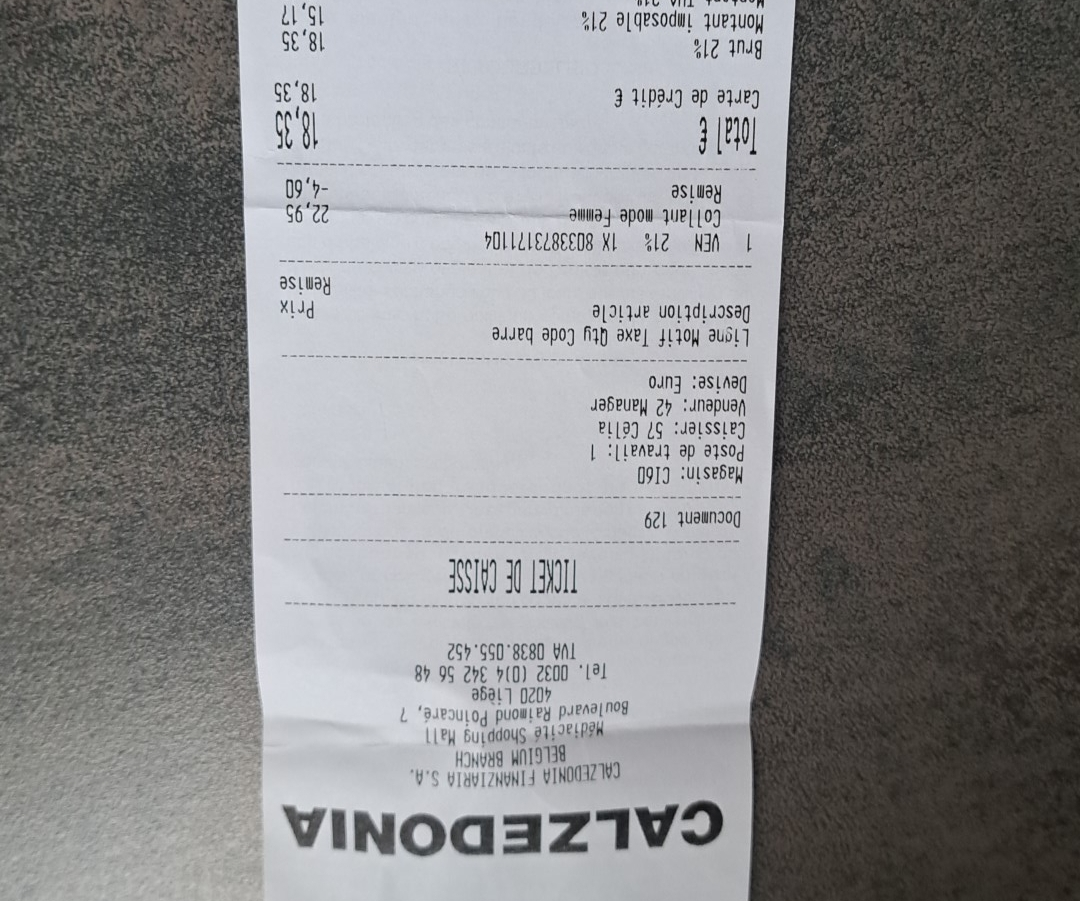 CALZEDONIA
CALZEDONIA FINANZIARIA S.A.
BELGIUM BRANCH
Médiacité Shopping Mall
Boulevard Raimond Poincaré, 7
4020 Liège
Tel. 0032 (0)4 342 56 48
TVA 0838.055.452
TICKET DE CAISSE
Document 129
Magasin: CI60
Poste de travail: 1
Caissier: 57 Célia
Vendeur: 42 Manager
Devise: Euro
Ligne Motif Taxe Qty Code barre
Description article Prix
Remise
1 VEN 21% 1X 8033873171104
Collant mode Femme 22,95
Remise -4,60
Total € 18,35
Carte de Crédit € 18,35
Brut 21% 18,35
Montant imposable 21% 15,17